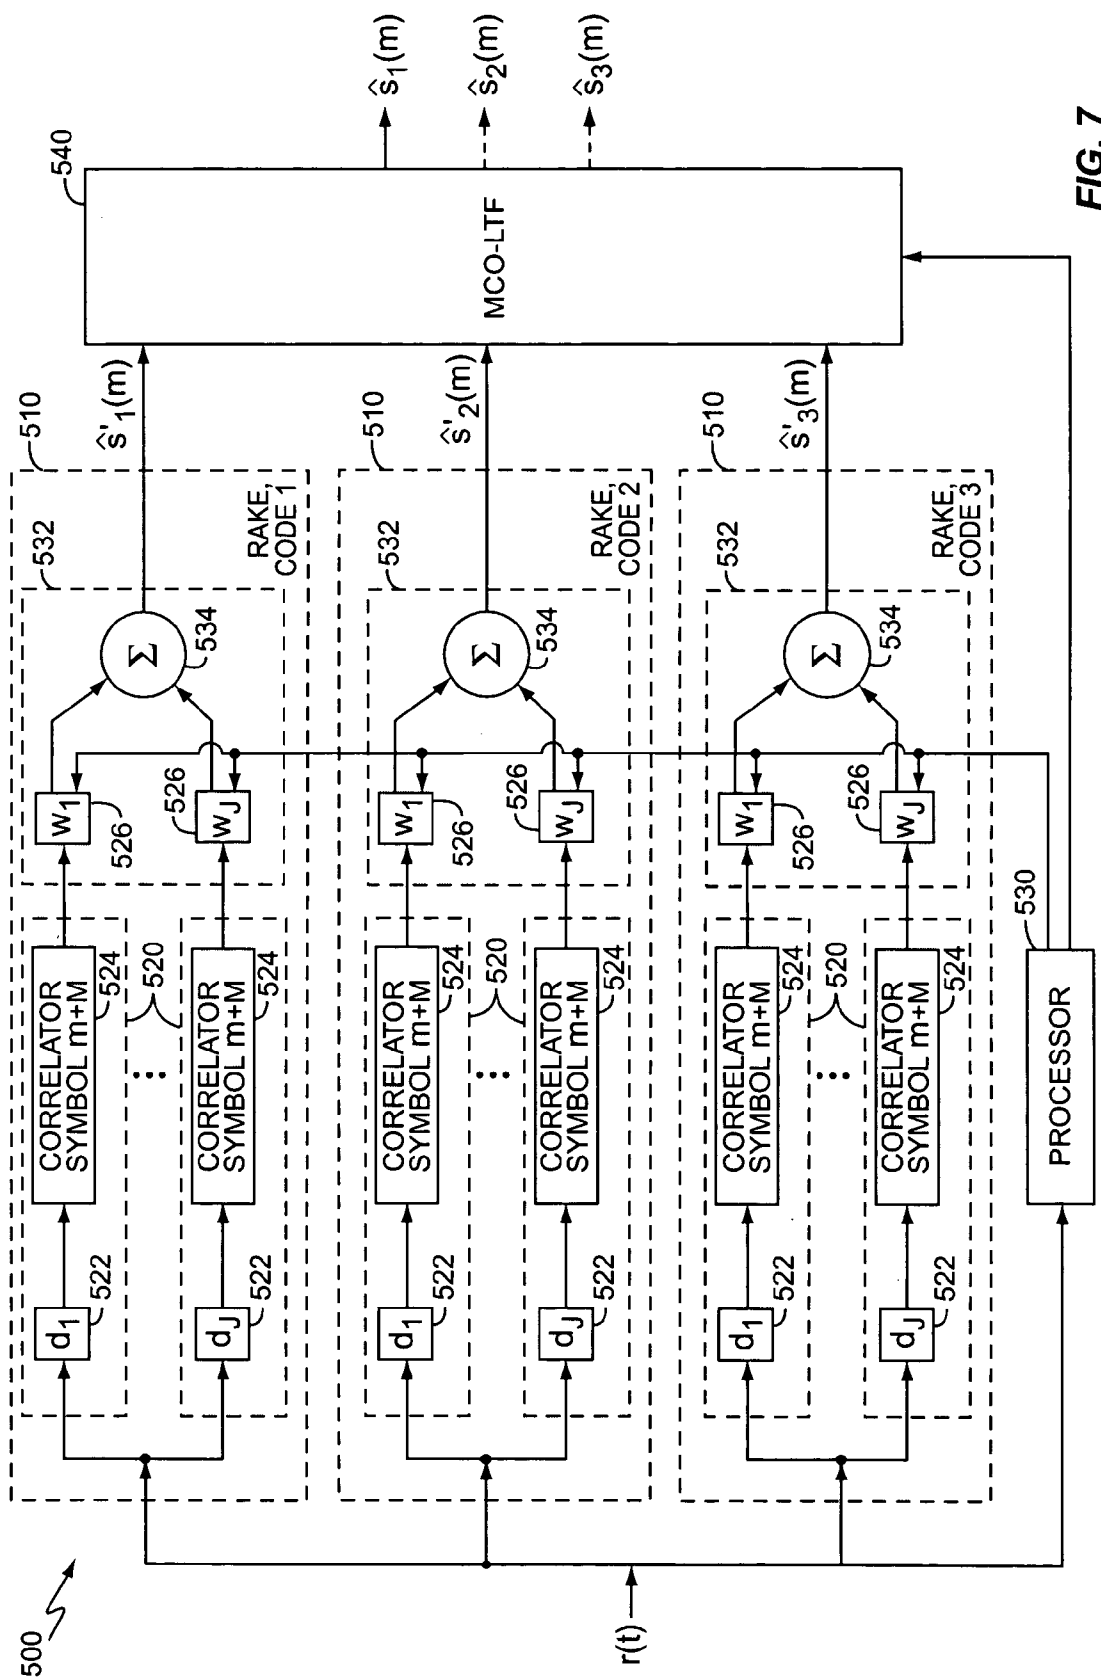 500
r(t)
510
RAKE,
CODE 1
d1
522
CORRELATOR
SYMBOL m+M
524
520
...
dJ
522
CORRELATOR
SYMBOL m+M
524
532
w1
526
wJ
526
Σ
534
ŝ'1(m)
510
RAKE,
CODE 2
d1
522
CORRELATOR
SYMBOL m+M
524
520
...
dJ
522
CORRELATOR
SYMBOL m+M
524
532
w1
526
wJ
526
Σ
534
ŝ'2(m)
510
RAKE,
CODE 3
d1
522
CORRELATOR
SYMBOL m+M
524
520
...
dJ
522
CORRELATOR
SYMBOL m+M
524
532
w1
526
wJ
526
Σ
534
ŝ'3(m)
PROCESSOR
530
MCO-LTF
540
ŝ1(m)
ŝ2(m)
ŝ3(m)
FIG. 7